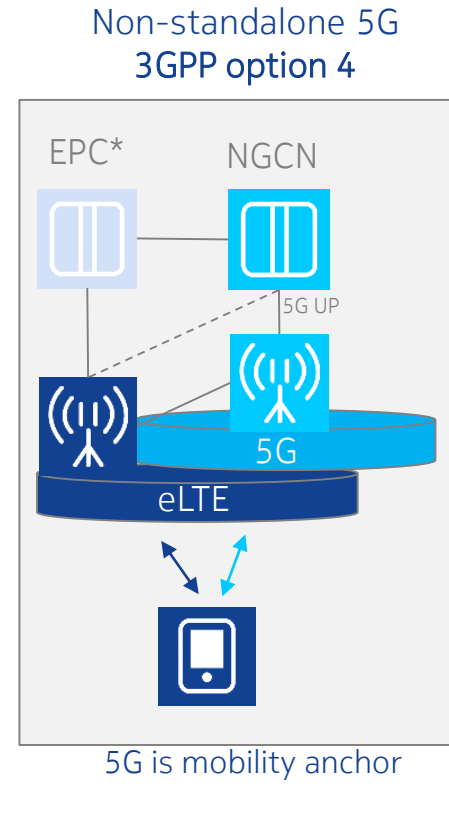 Non-standalone 5G
3GPP option 4
EPC*
NGCN
5G UP
5G
eLTE
5G is mobility anchor